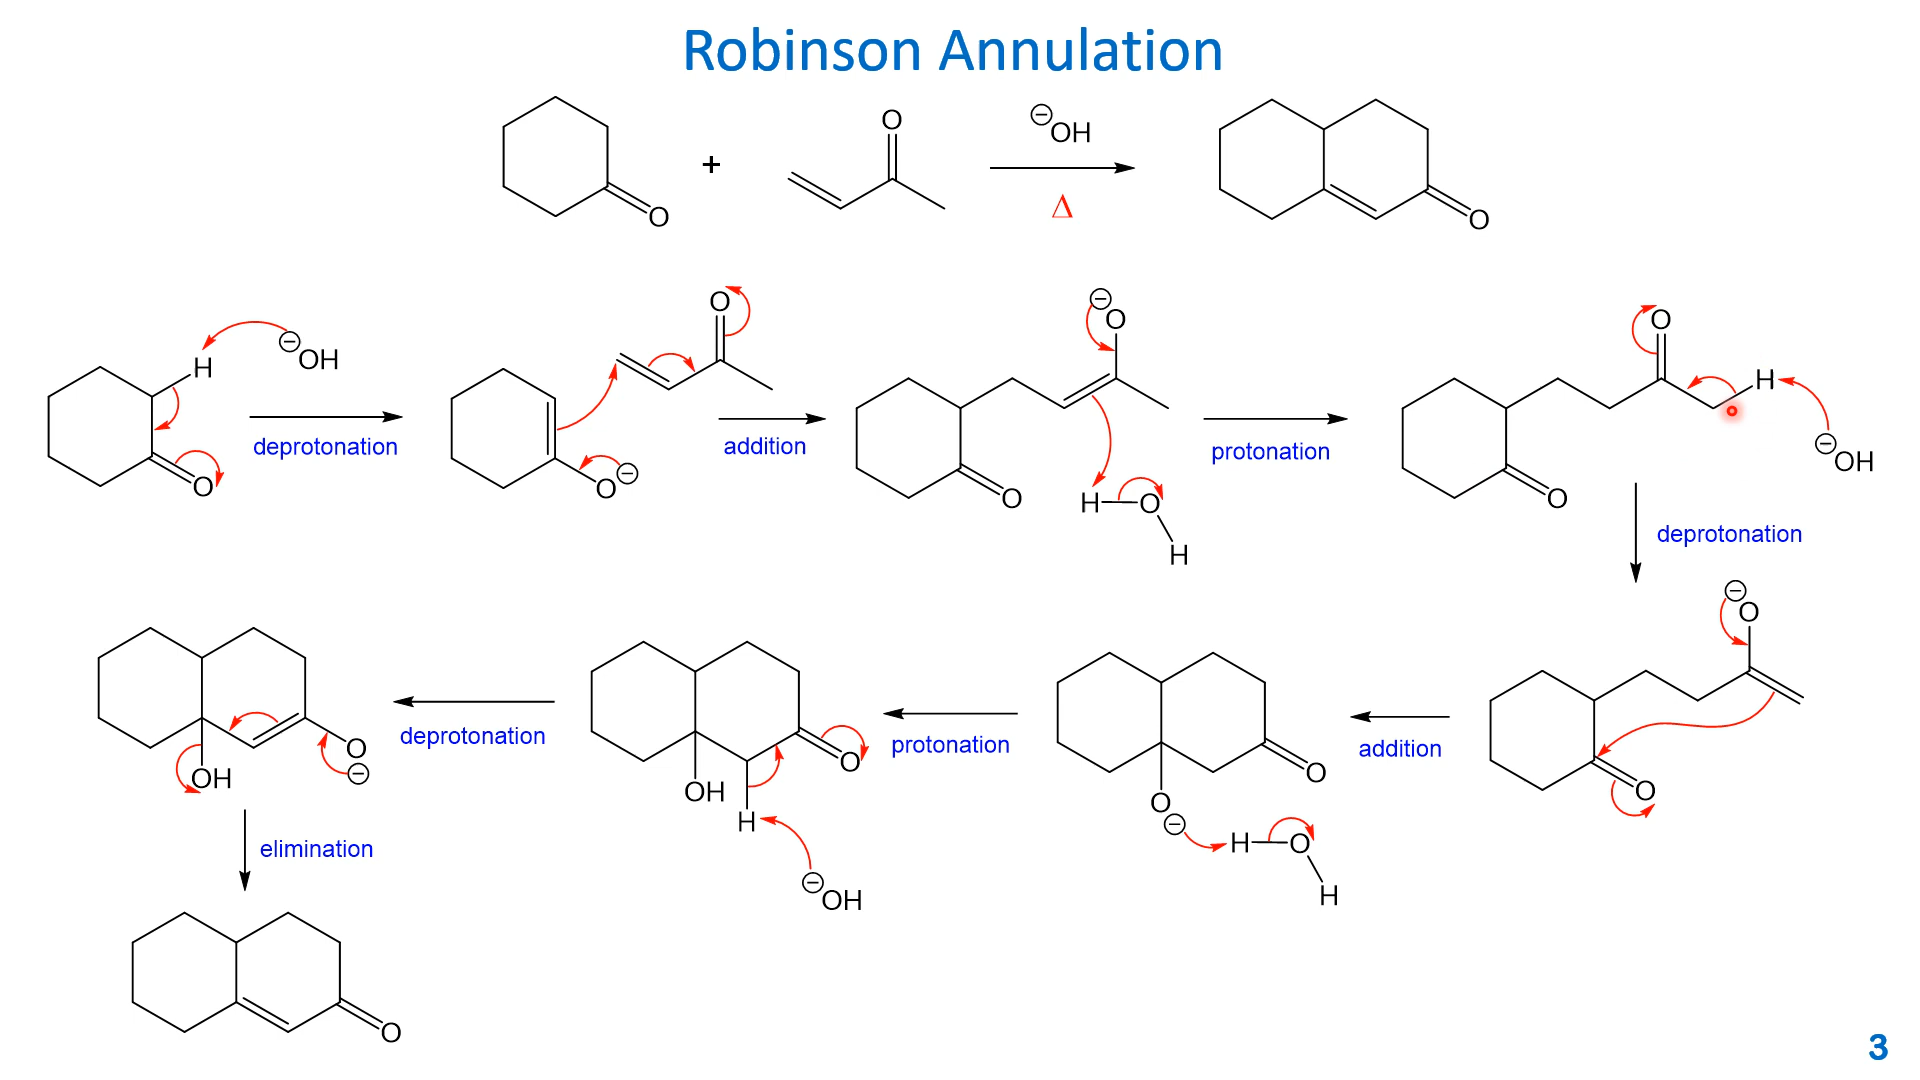 Robinson Annulation
O
+
O
⊖OH
Δ
O
H
⊖OH
O
deprotonation
O
O⊖
addition
⊖
O
O
H-O
H
protonation
O
H
O
⊖OH
deprotonation
⊖
O
O
addition
O
O
⊖
H-O
H
protonation
O
OH
H
⊖OH
deprotonation
O
⊖
OH
elimination
O
3